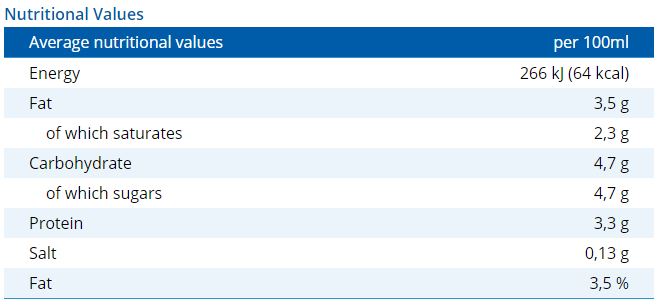 Nutritional Values
Average nutritional values per 100ml
Energy 266 kJ (64 kcal)
Fat 3,5 g
of which saturates 2,3 g
Carbohydrate 4,7 g
of which sugars 4,7 g
Protein 3,3 g
Salt 0,13 g
Fat 3,5 %